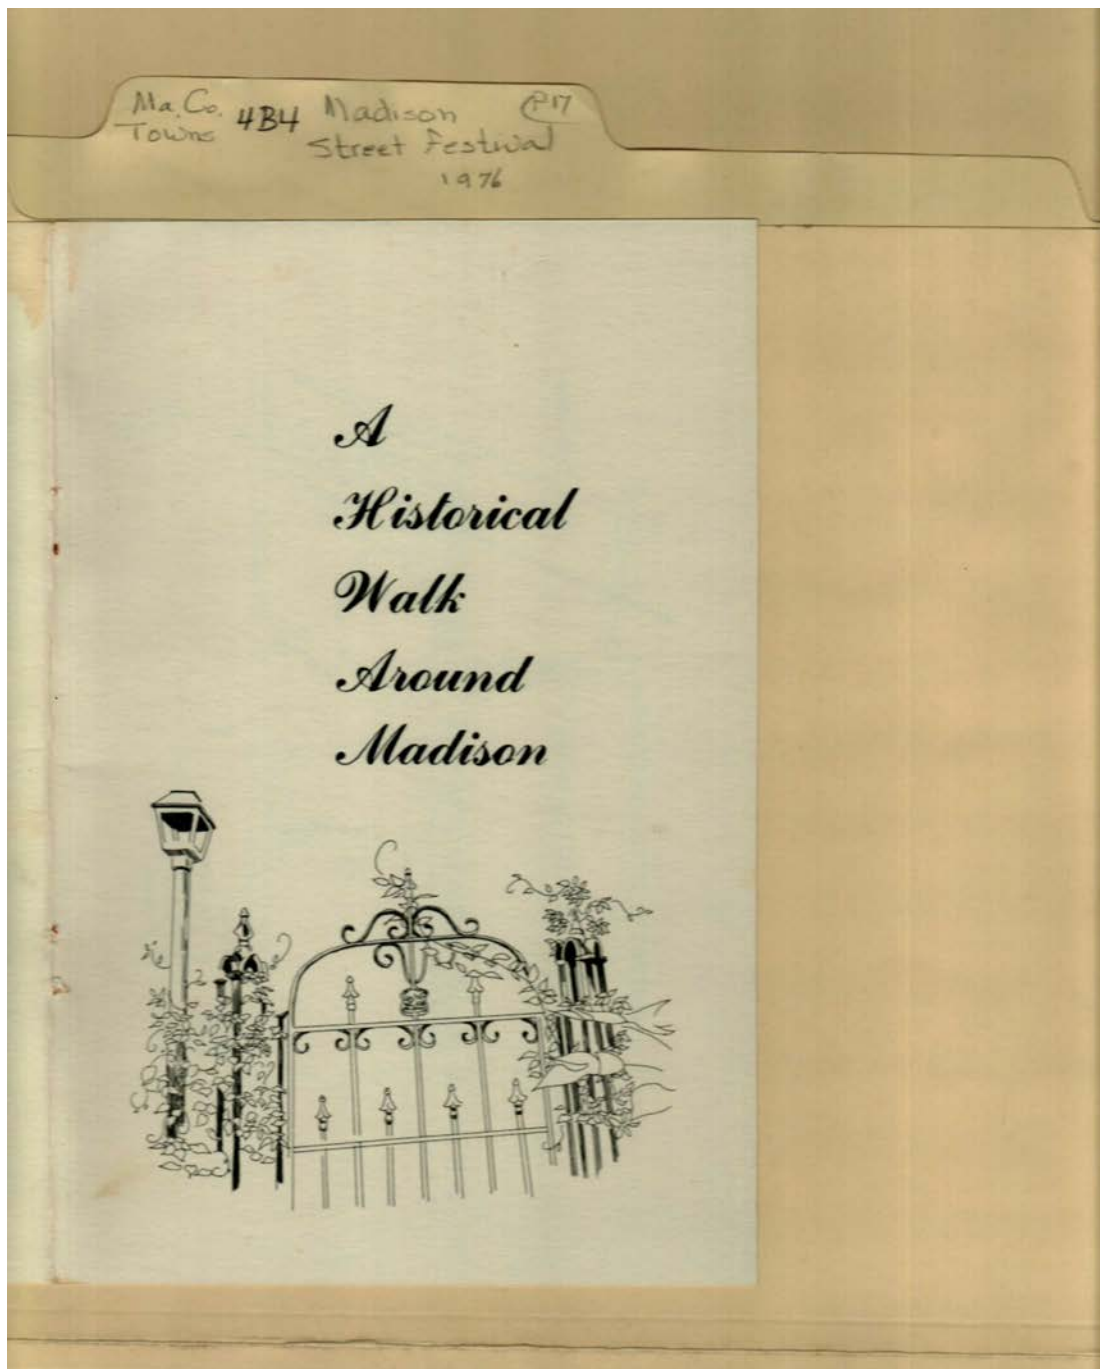 Ma. Co. 4B4 Madison P17
Towns Street Festival
1976
A
Historical
Walk
Around
Madison